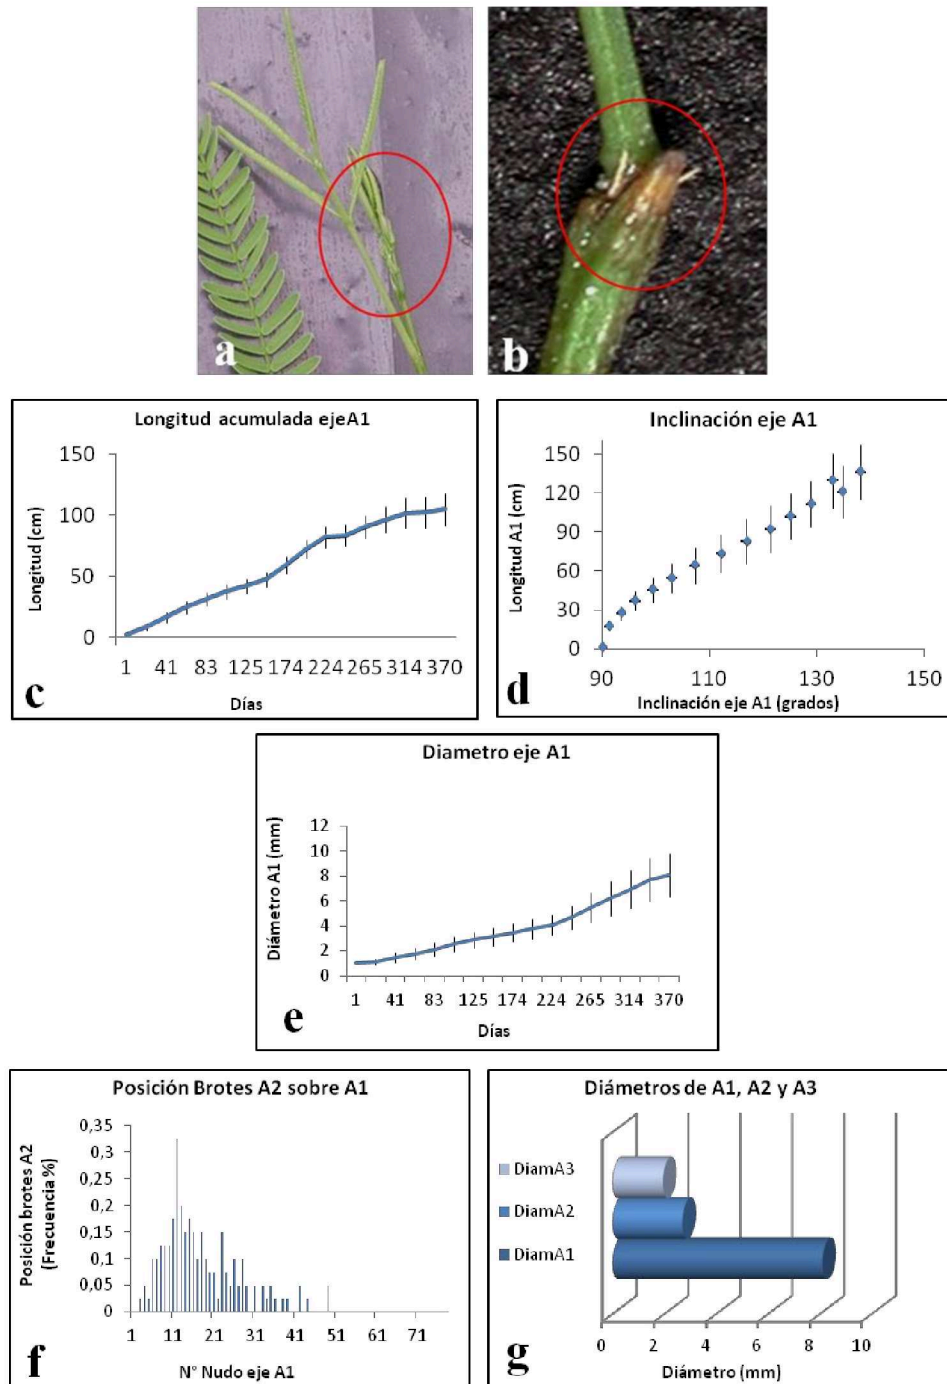 a
b
Longitud acumulada ejeA1
Longitud (cm)
150
100
50
0
1 41 83 125 174 224 265 314 370
Días
c
Inclinación eje A1
Longitud A1 (cm)
150
120
90
60
30
0
90 110 130 150
Inclinación eje A1 (grados)
d
Diametro eje A1
Diámetro A1 (mm)
12
10
8
6
4
2
0
1 41 83 125 174 224 265 314 370
Días
e
Posición Brotes A2 sobre A1
Posición brotes A2
(Frecuencia %)
0,35
0,3
0,25
0,2
0,15
0,1
0,05
0
1 11 21 31 41 51 61 71
N° Nudo eje A1
f
Diámetros de A1, A2 y A3
DiamA3
DiamA2
DiamA1
0 2 4 6 8 10
Diámetro (mm)
g